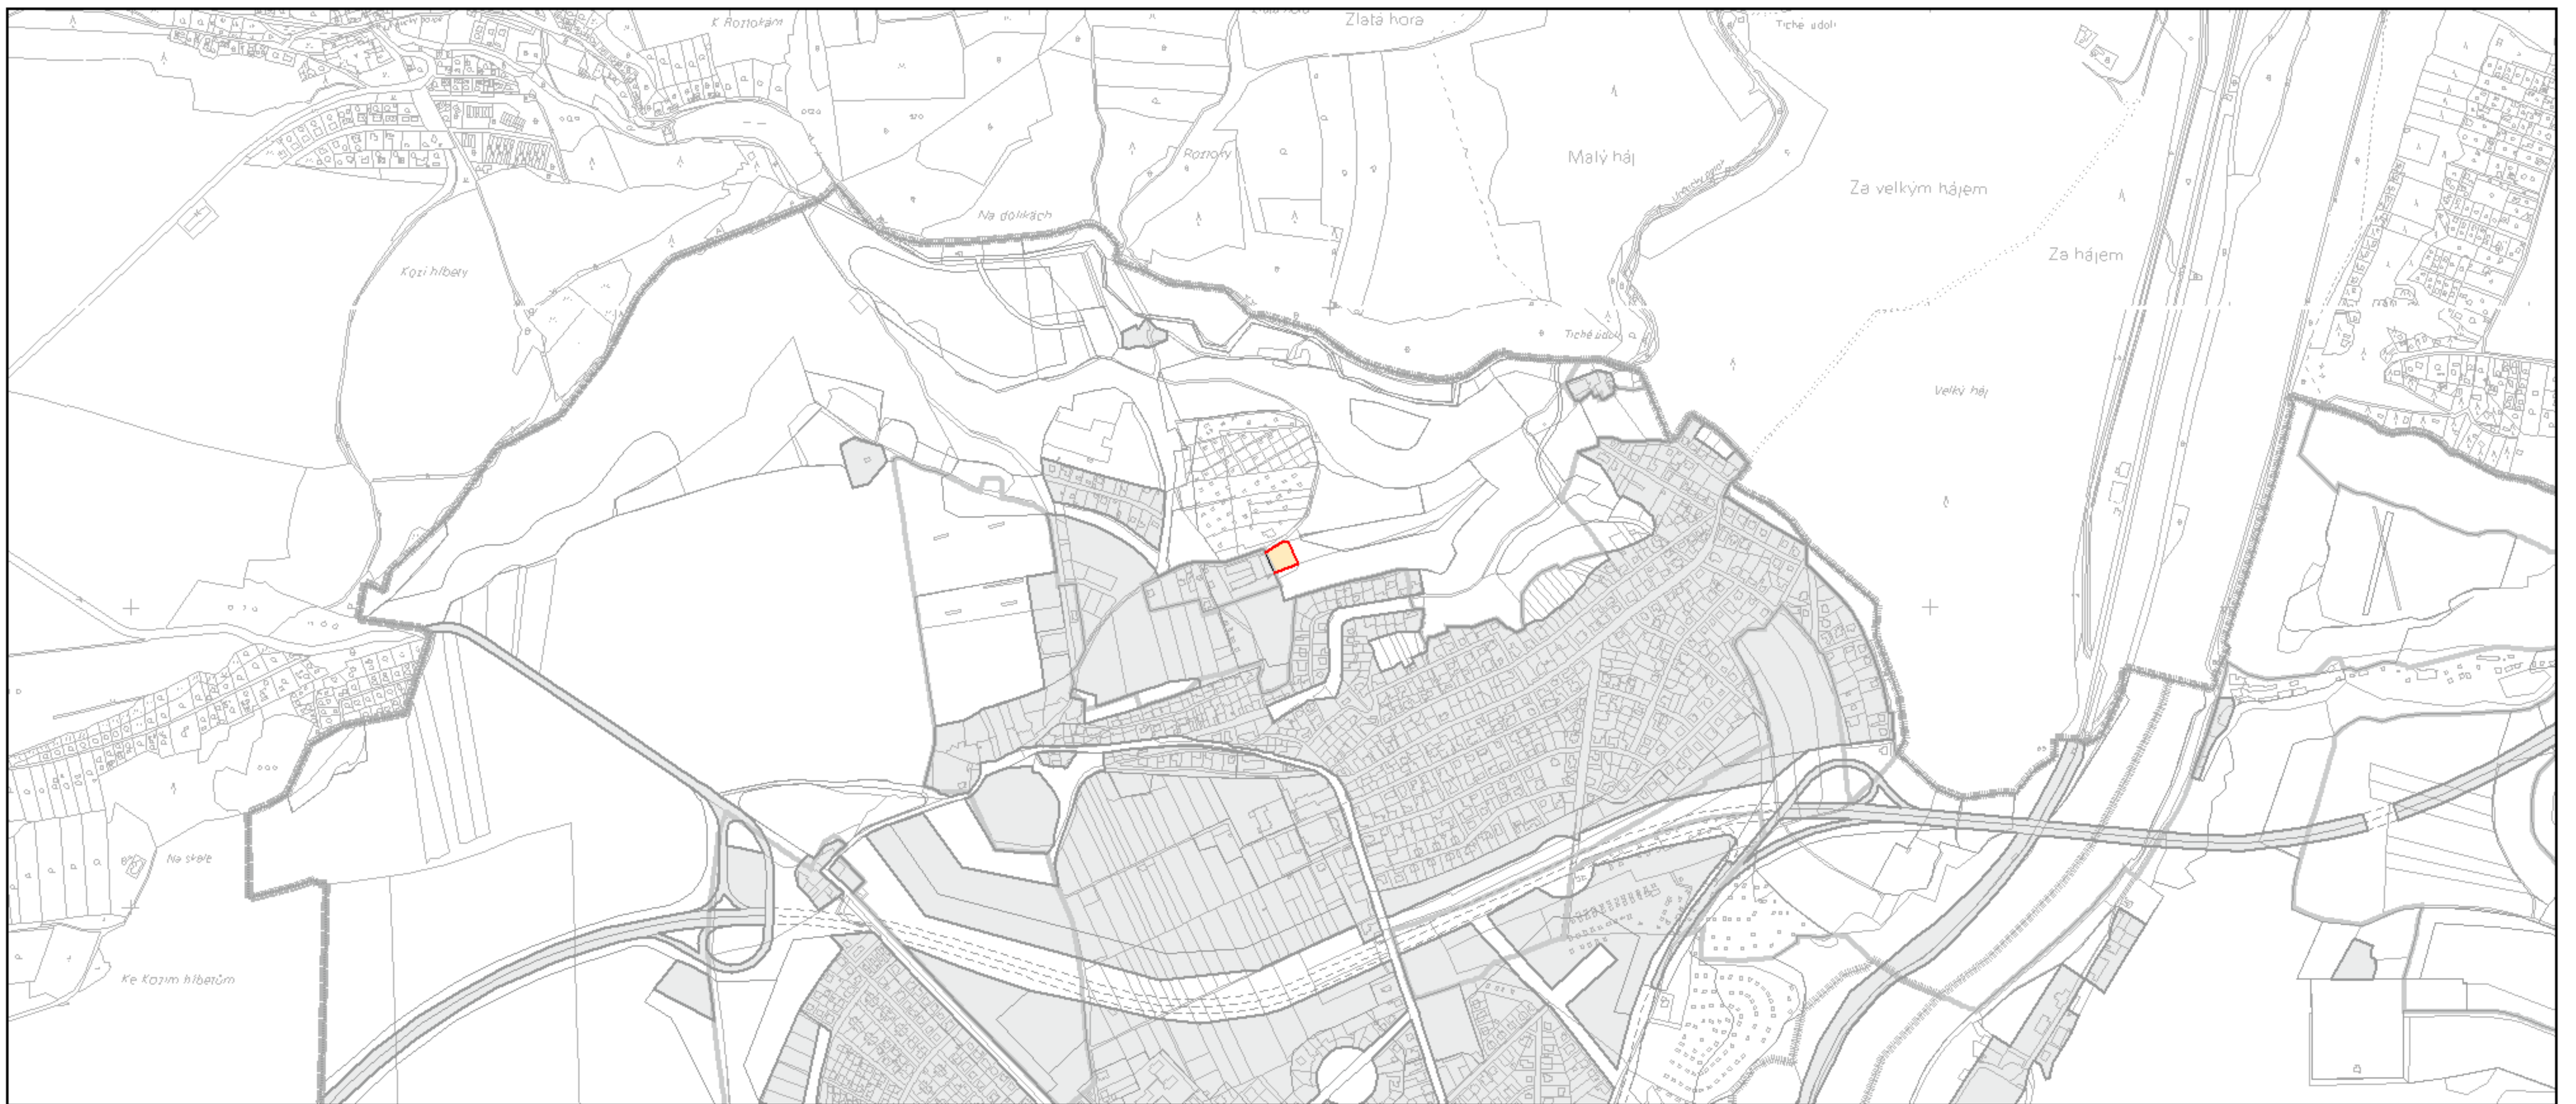 K Roztokám
Zlatá hora
Tiché údolí
Roztoky
Malý háj
Za velkým hájem
Na dolíkách
Za hájem
Kozí hřbety
Tiché údolí
Velký háj
Na skále
Ke Kozím hřbetům